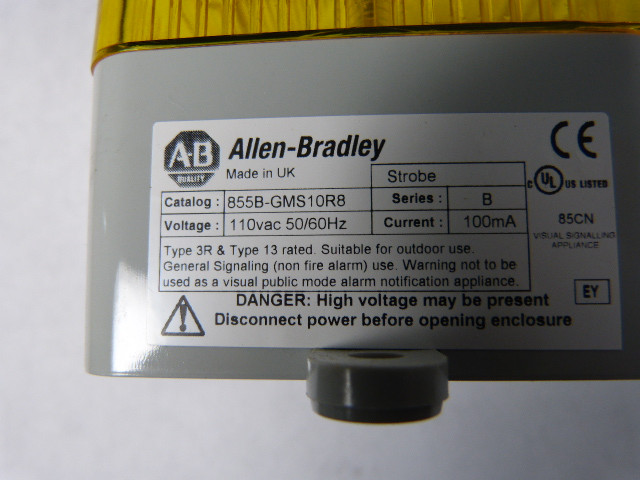 A-B
QUALITY
Allen-Bradley
Made in UK
Strobe
CE
Catalog : 855B-GMS10R8
Series : B
Voltage : 110vac 50/60Hz
Current : 100mA
C UL US LISTED
85CN
VISUAL SIGNALLING
APPLIANCE
Type 3R & Type 13 rated. Suitable for outdoor use.
General Signaling (non fire alarm) use. Warning not to be
used as a visual public mode alarm notification appliance.
EY
DANGER: High voltage may be present
Disconnect power before opening enclosure